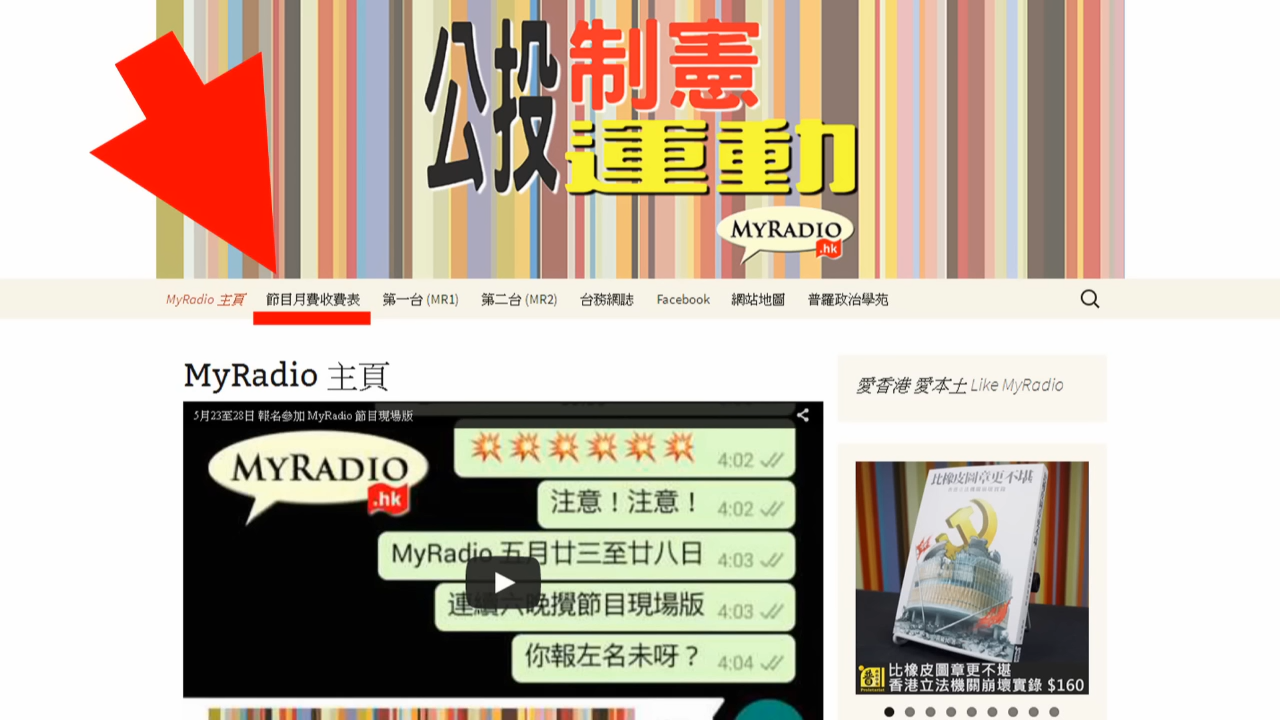 公投制憲
運動
MYRADIO
.hk
MyRadio 主頁 節目月費收費表 第一台 (MR1) 第二台 (MR2) 台務網誌 Facebook 網站地圖 普羅政治學苑
MyRadio 主頁
愛香港 愛本土 Like MyRadio
5月23至28日 報名參加 MyRadio 節目現場版
MYRADIO
.hk
4:02
注意！注意！ 4:02
MyRadio 五月廿三至廿八日 4:03
連續六晚攪節目現場版 4:03
你報左名未呀？ 4:04
比橡皮圖章更不堪
普
比橡皮圖章更不堪
香港立法機關崩壞實錄 $160